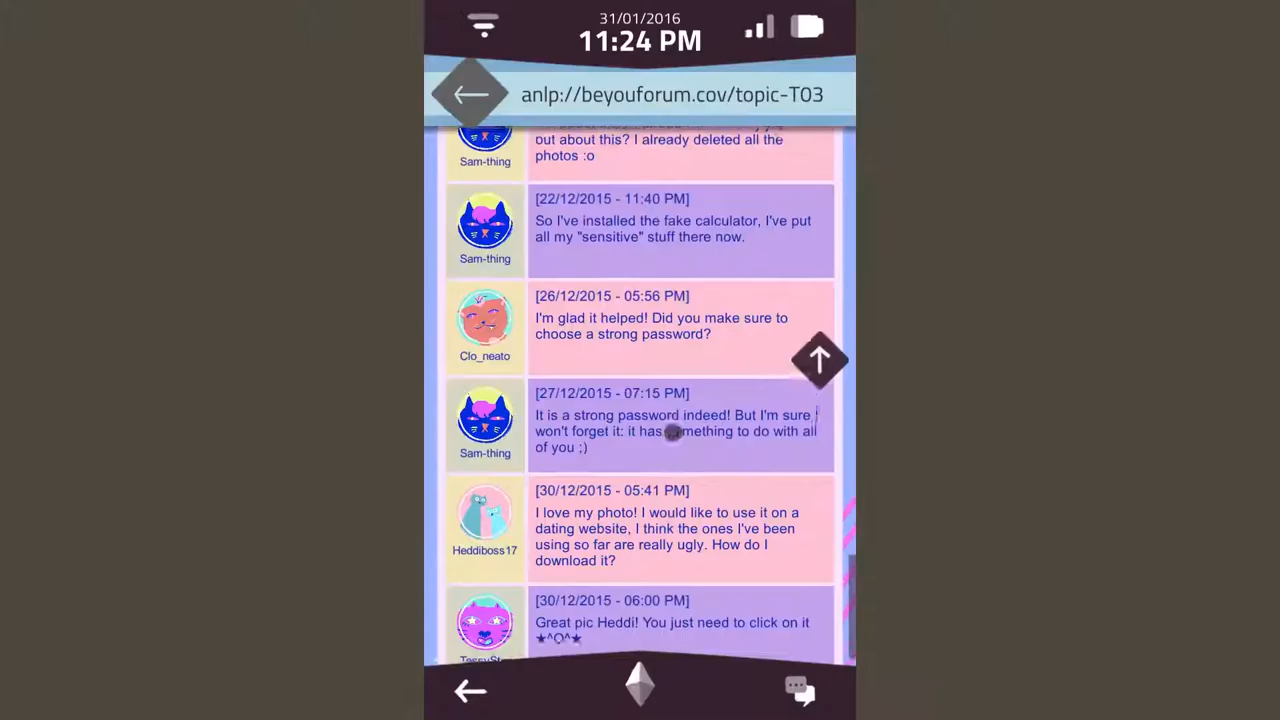 31/01/2016
11:24 PM
anlp://beyouforum.cov/topic-T03
out about this? I already deleted all the
photos :o
Sam-thing
[22/12/2015 - 11:40 PM]
So I've installed the fake calculator, I've put
all my "sensitive" stuff there now.
Sam-thing
[26/12/2015 - 05:56 PM]
I'm glad it helped! Did you make sure to
choose a strong password?
Clo_neato
[27/12/2015 - 07:15 PM]
It is a strong password indeed! But I'm sure I
won't forget it: it has something to do with all
of you ;)
Sam-thing
[30/12/2015 - 05:41 PM]
I love my photo! I would like to use it on a
dating website, I think the ones I've been
using so far are really ugly. How do I
download it?
Heddiboss17
[30/12/2015 - 06:00 PM]
Great pic Heddi! You just need to click on it
★^O^★